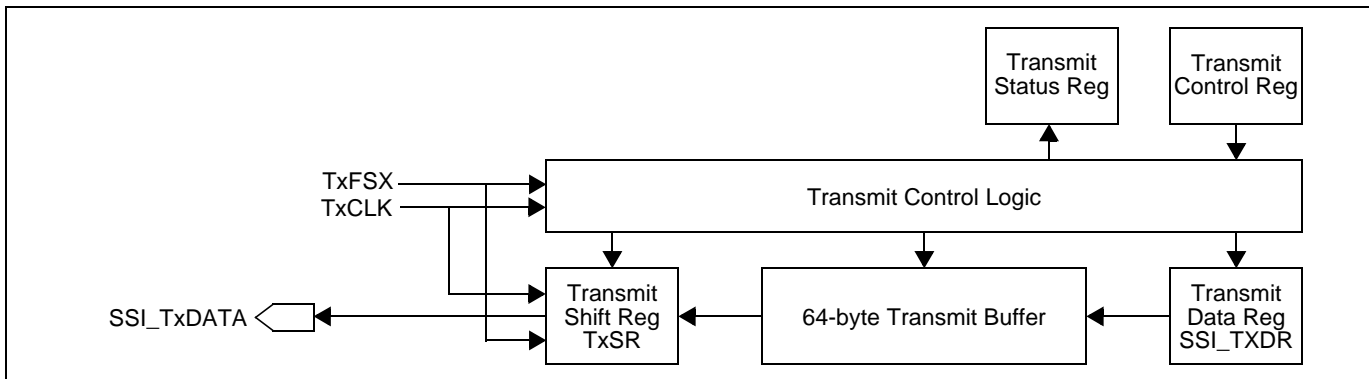 Transmit
Status Reg
Transmit
Control Reg
TxFSX
TxCLK
Transmit Control Logic
SSI_TxDATA
Transmit
Shift Reg
TxSR
64-byte Transmit Buffer
Transmit
Data Reg
SSI_TXDR